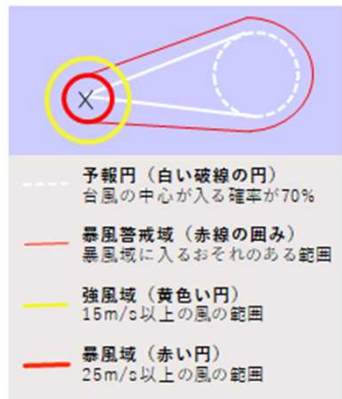 X
予報円（白い破線の円）
台風の中心が入る確率が70%
暴風警戒域（赤線の囲み）
暴風域に入るおそれのある範囲
強風域（黄色い円）
15m/s以上の風の範囲
暴風域（赤い円）
25m/s以上の風の範囲